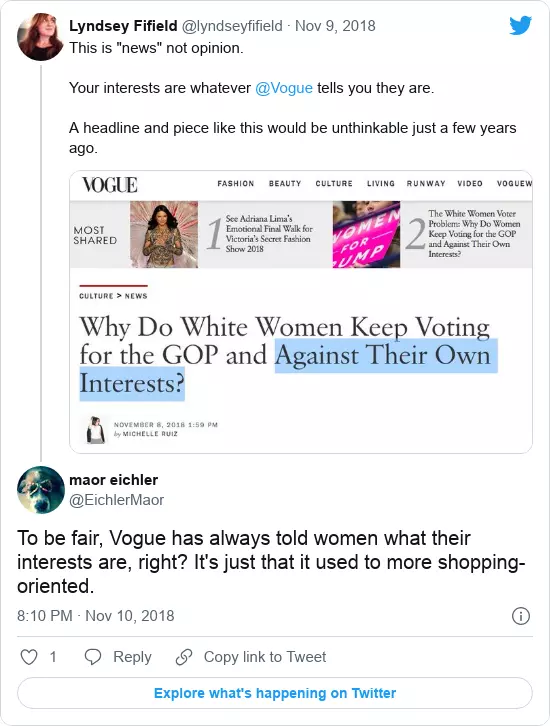 Lyndsey Fifield @lyndseyfifield · Nov 9, 2018
This is "news" not opinion.
Your interests are whatever @Vogue tells you they are.
A headline and piece like this would be unthinkable just a few years
ago.
VOGUE
FASHION BEAUTY CULTURE LIVING RUNWAY VIDEO VOGUEW
MOST
SHARED
1
See Adriana Lima's
Emotional Final Walk for
Victoria's Secret Fashion
Show 2018
WOMEN
FOR
UMP
2
The White Women Voter
Problem: Why Do Women
Keep Voting for the GOP
and Against Their Own
Interests?
CULTURE > NEWS
Why Do White Women Keep Voting
for the GOP and Against Their Own
Interests?
NOVEMBER 8, 2018 1:59 PM
by MICHELLE RUIZ
maor eichler
@EichlerMaor
To be fair, Vogue has always told women what their
interests are, right? It's just that it used to more shopping-
oriented.
8:10 PM · Nov 10, 2018
1 Reply Copy link to Tweet
Explore what's happening on Twitter